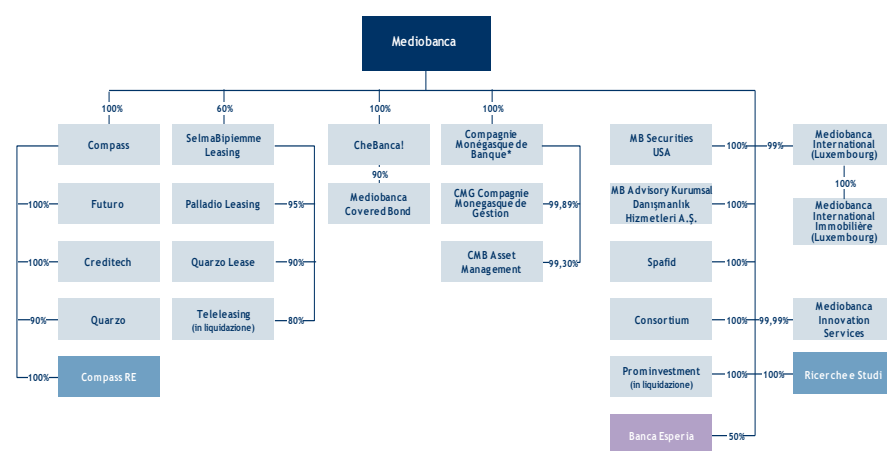 Mediobanca
100%
60%
100%
100%
Compass
SelmaBipiemme
Leasing
CheBanca!
Compagnie
Monégasque de
Banque*
MB Securities
USA
100%
99%
Mediobanca
International
(Luxembourg)
90%
100%
100%
Futuro
Palladio Leasing
95%
Mediobanca
Covered Bond
CMG Compagnie
Monegasque de
Géstion
99,89%
MB Advisory Kurumsal
Danışmanlık
Hizmetleri A.Ş.
100%
Mediobanca
International
Immobilière
(Luxembourg)
100%
Creditech
Quarzo Lease
90%
CMB Asset
Management
99,30%
Spafid
100%
90%
Quarzo
Teleleasing
(in liquidazione)
80%
Consortium
100%
99,99%
Mediobanca
Innovation
Services
100%
Compass RE
Prominvestment
(in liquidazione)
100%
100%
Ricerche e Studi
Banca Esperia
50%